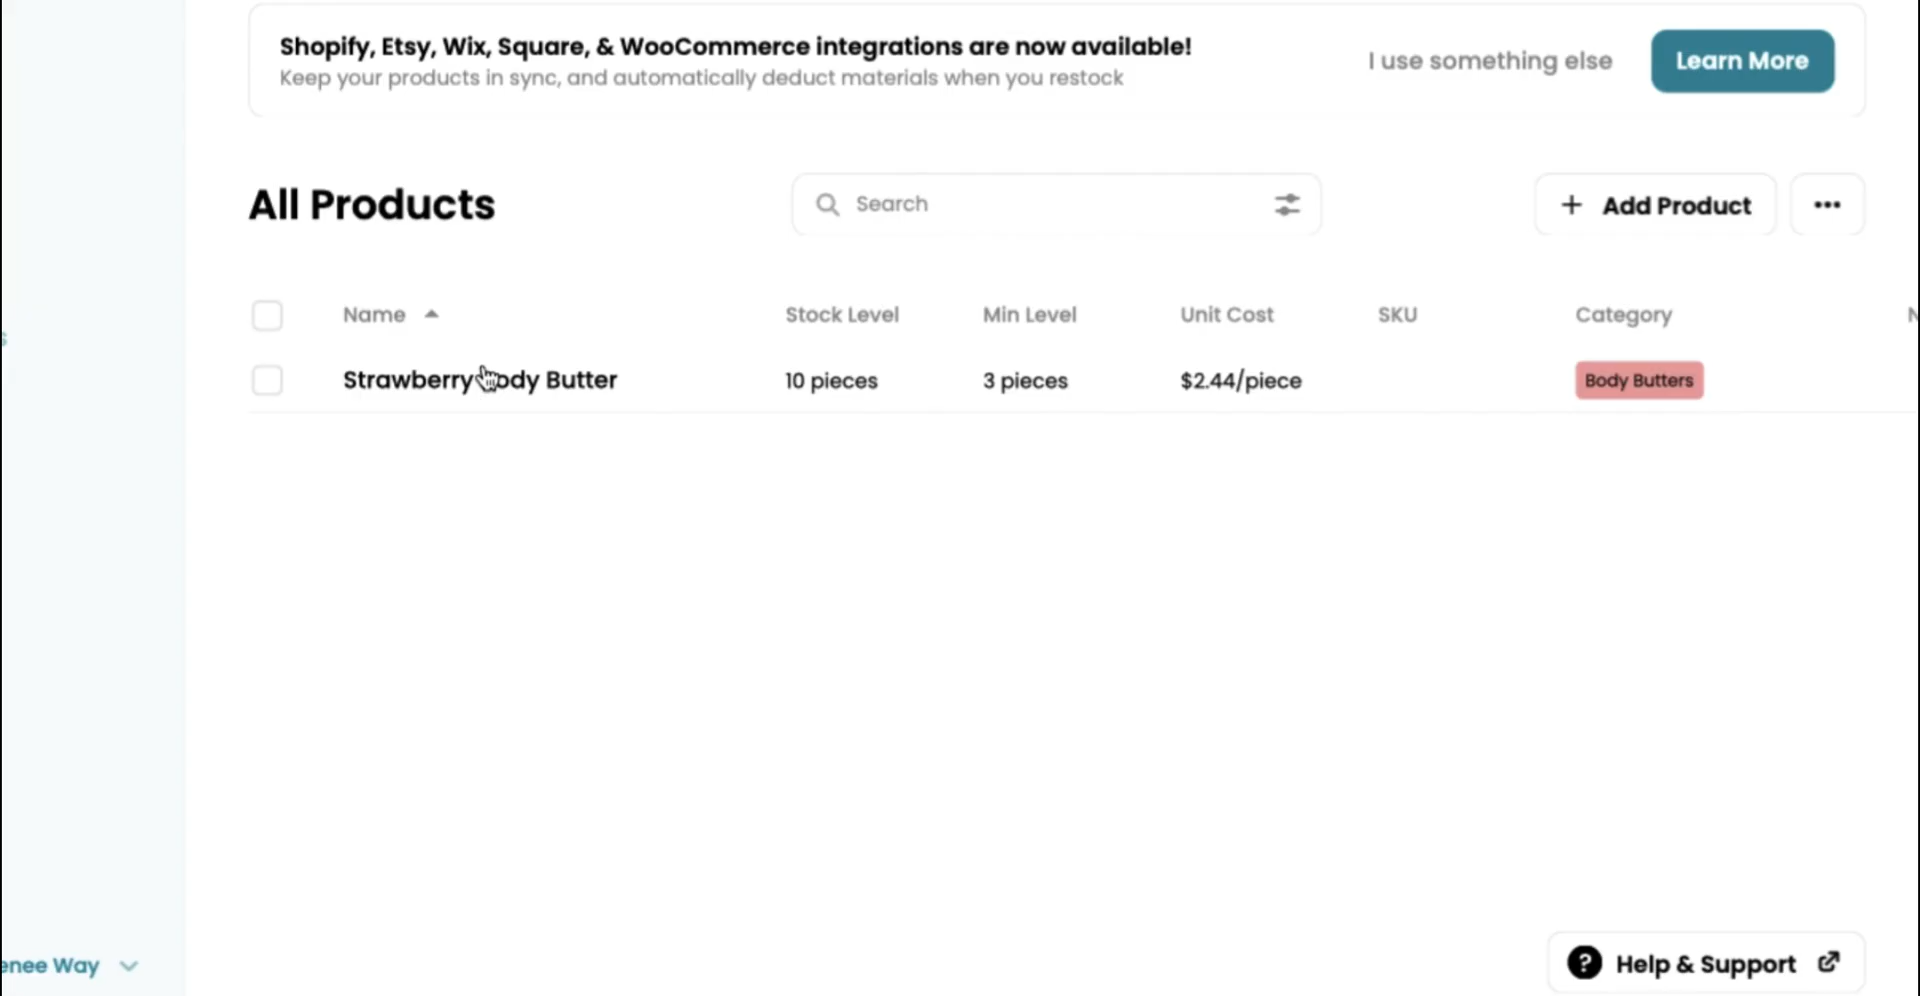 Shopify, Etsy, Wix, Square, & WooCommerce integrations are now available!
Keep your products in sync, and automatically deduct materials when you restock
I use something else
Learn More
All Products
Search
+ Add Product
Name
Stock Level
Min Level
Unit Cost
SKU
Category
N
Strawberry ody Butter
10 pieces
3 pieces
$2.44/piece
Body Butters
s
enee Way
? Help & Support